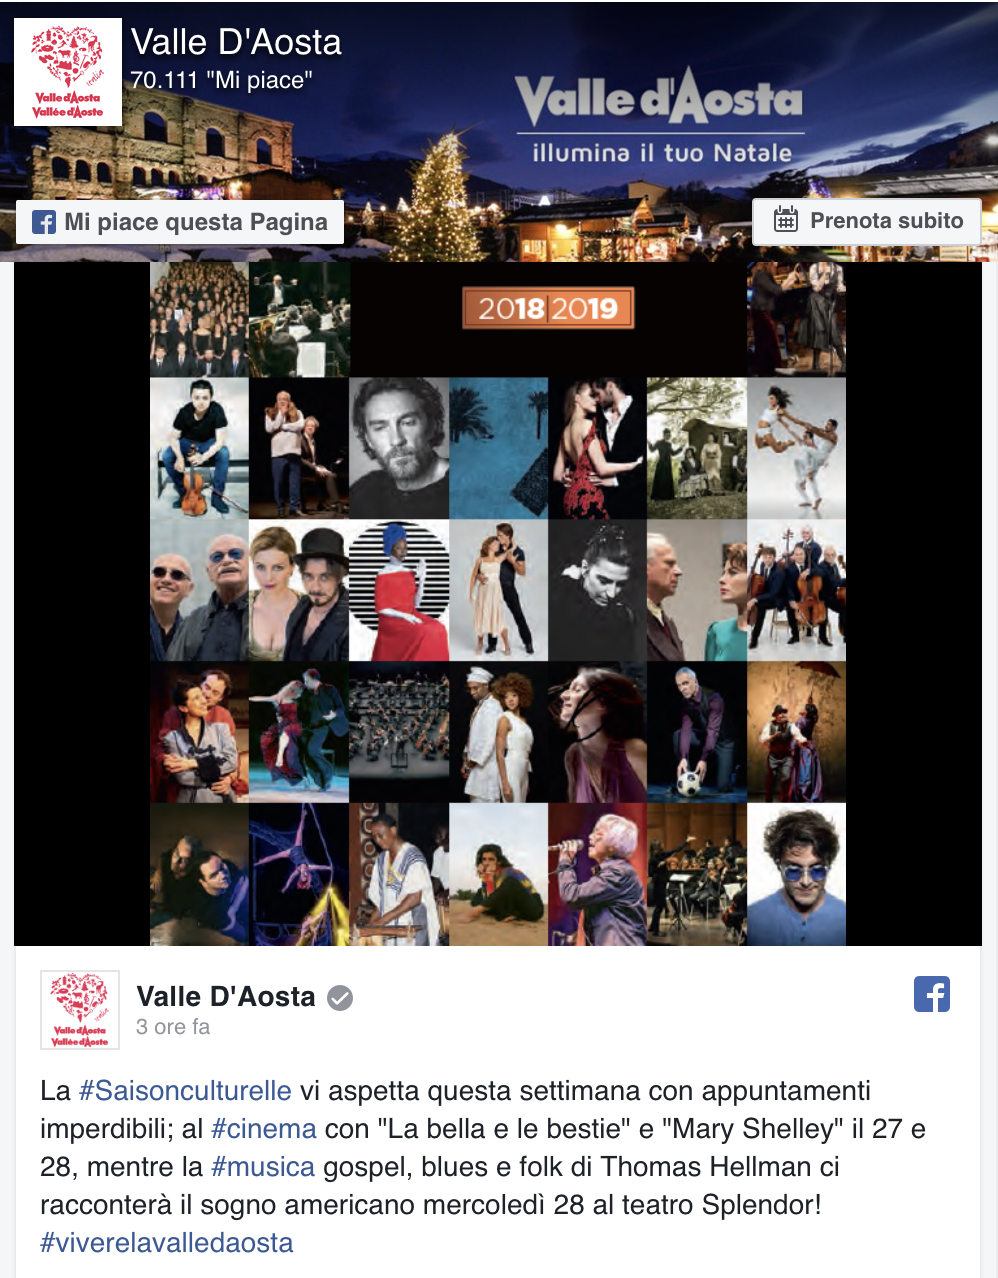 Valle D'Aosta
70.111 "Mi piace"
Valle d'Aosta
Vallée d'Aoste
Valle d'Aosta
illumina il tuo Natale
Mi piace questa Pagina
Prenota subito
2018|2019
Valle D'Aosta
3 ore fa
Valle d'Aosta
Vallée d'Aoste
La #Saisonculturelle vi aspetta questa settimana con appuntamenti
imperdibili; al #cinema con "La bella e le bestie" e "Mary Shelley" il 27 e
28, mentre la #musica gospel, blues e folk di Thomas Hellman ci
racconterà il sogno americano mercoledì 28 al teatro Splendor!
#viverelavalledaosta